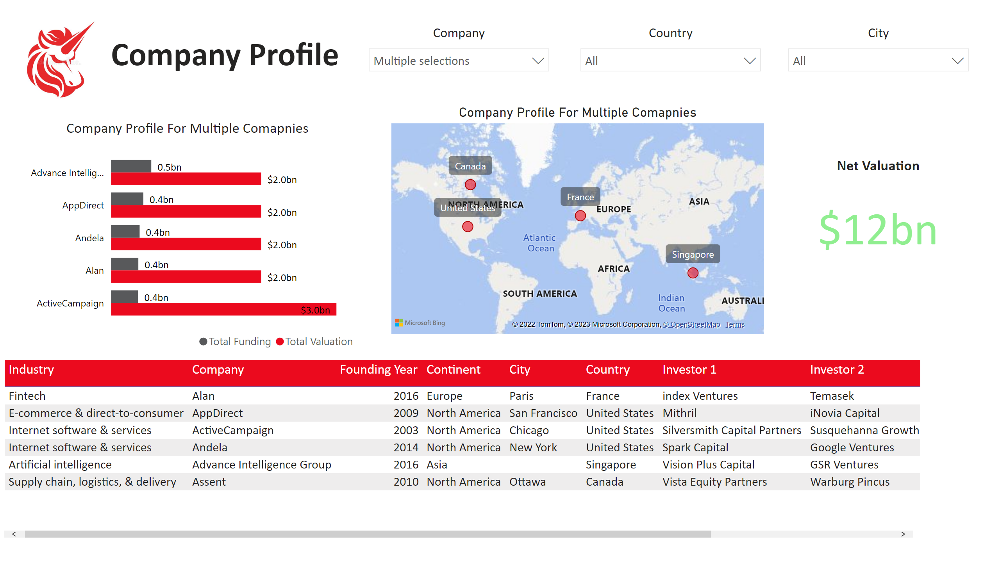 Company Profile
Company
Multiple selections
Country
All
City
All
Company Profile For Multiple Comapnies
Advance Intellig...
0.5bn
$2.0bn
AppDirect
0.4bn
$2.0bn
Andela
0.4bn
$2.0bn
Alan
0.4bn
$2.0bn
ActiveCampaign
0.4bn
$3.0bn
Total Funding Total Valuation
Company Profile For Multiple Comapnies
Canada
France
NORTH AMERICA
United States
EUROPE
ASIA
Atlantic
Ocean
Singapore
AFRICA
SOUTH AMERICA
Indian
Ocean
AUSTRALI
Microsoft Bing
© 2022 TomTom, © 2023 Microsoft Corporation, © OpenStreetMap Terms
Net Valuation
$12bn
Industry Company Founding Year Continent City Country Investor 1 Investor 2
Fintech Alan 2016 Europe Paris France index Ventures Temasek
E-commerce & direct-to-consumer AppDirect 2009 North America San Francisco United States Mithril iNovia Capital
Internet software & services ActiveCampaign 2003 North America Chicago United States Silversmith Capital Partners Susquehanna Growth
Internet software & services Andela 2014 North America New York United States Spark Capital Google Ventures
Artificial intelligence Advance Intelligence Group 2016 Asia Singapore Vision Plus Capital GSR Ventures
Supply chain, logistics, & delivery Assent 2010 North America Ottawa Canada Vista Equity Partners Warburg Pincus